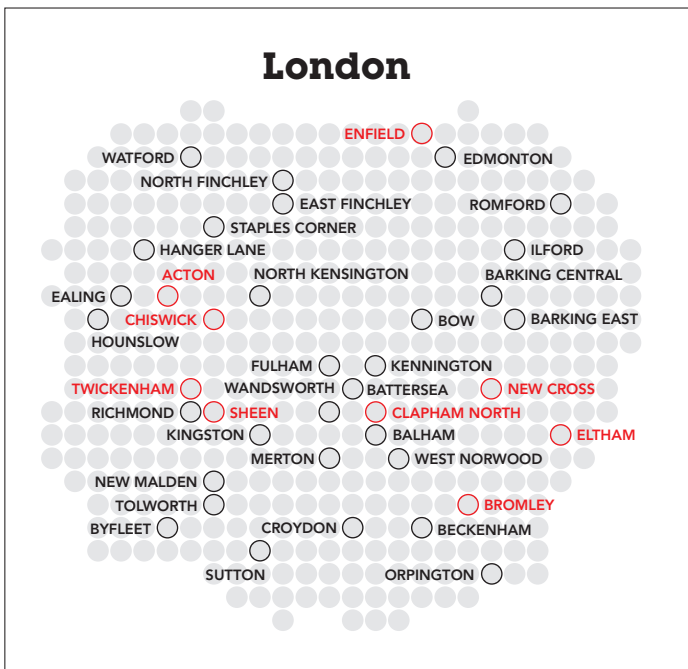 London
ENFIELD
WATFORD
EDMONTON
NORTH FINCHLEY
EAST FINCHLEY
ROMFORD
STAPLES CORNER
HANGER LANE
ILFORD
ACTON
NORTH KENSINGTON
BARKING CENTRAL
EALING
CHISWICK
BOW
BARKING EAST
HOUNSLOW
FULHAM
KENNINGTON
TWICKENHAM
WANDSWORTH
BATTERSEA
NEW CROSS
RICHMOND
SHEEN
CLAPHAM NORTH
KINGSTON
BALHAM
ELTHAM
MERTON
WEST NORWOOD
NEW MALDEN
TOLWORTH
BROMLEY
BYFLEET
CROYDON
BECKENHAM
SUTTON
ORPINGTON